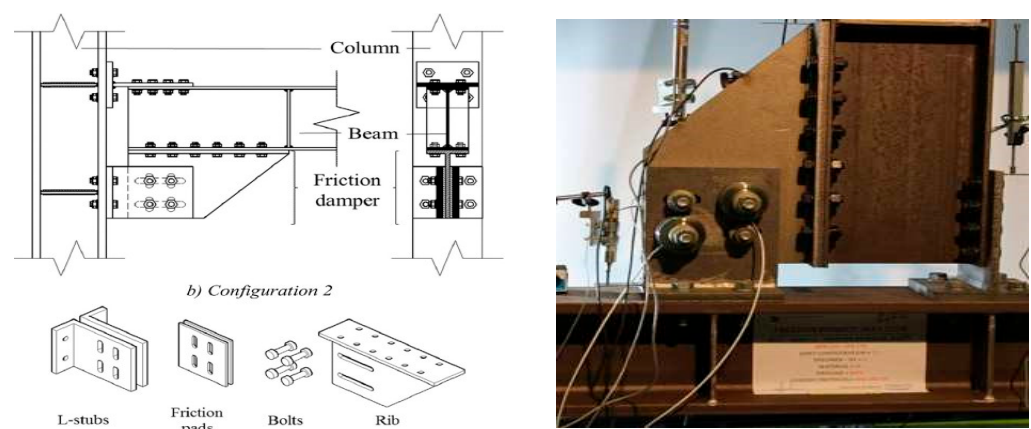 Column
Beam
Friction
damper
b) Configuration 2
L-stubs
Friction
pads
Bolts
Rib